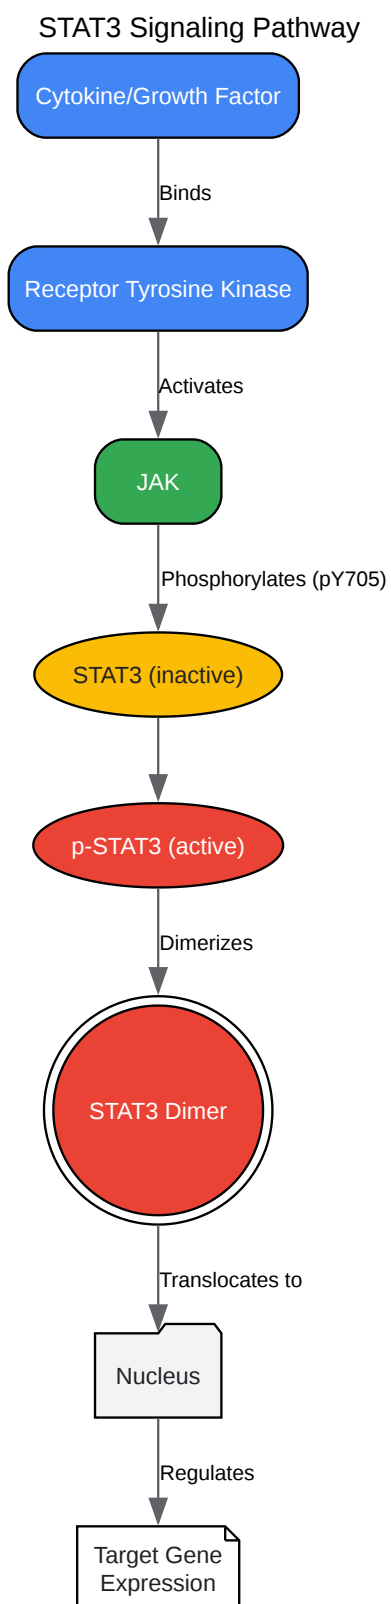 STAT3 Signaling Pathway
Cytokine/Growth Factor
Binds
Receptor Tyrosine Kinase
Activates
JAK
Phosphorylates (pY705)
STAT3 (inactive)
p-STAT3 (active)
Dimerizes
STAT3 Dimer
Translocates to
Nucleus
Regulates
Target Gene
Expression